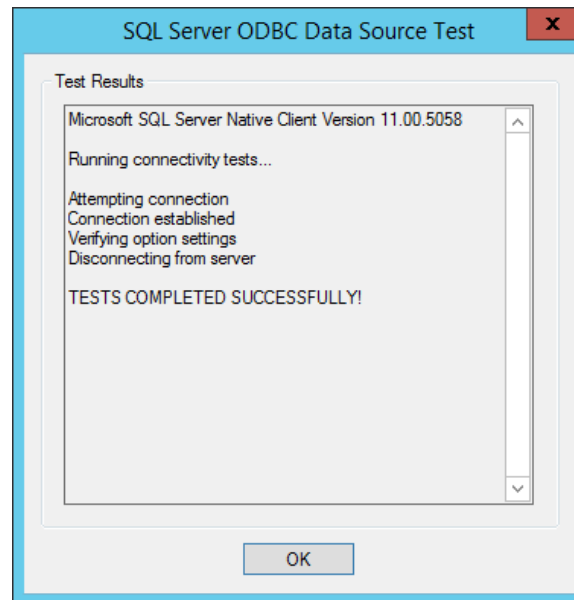 SQL Server ODBC Data Source Test
x
Test Results
Microsoft SQL Server Native Client Version 11.00.5058
Running connectivity tests...
Attempting connection
Connection established
Verifying option settings
Disconnecting from server
TESTS COMPLETED SUCCESSFULLY!
OK